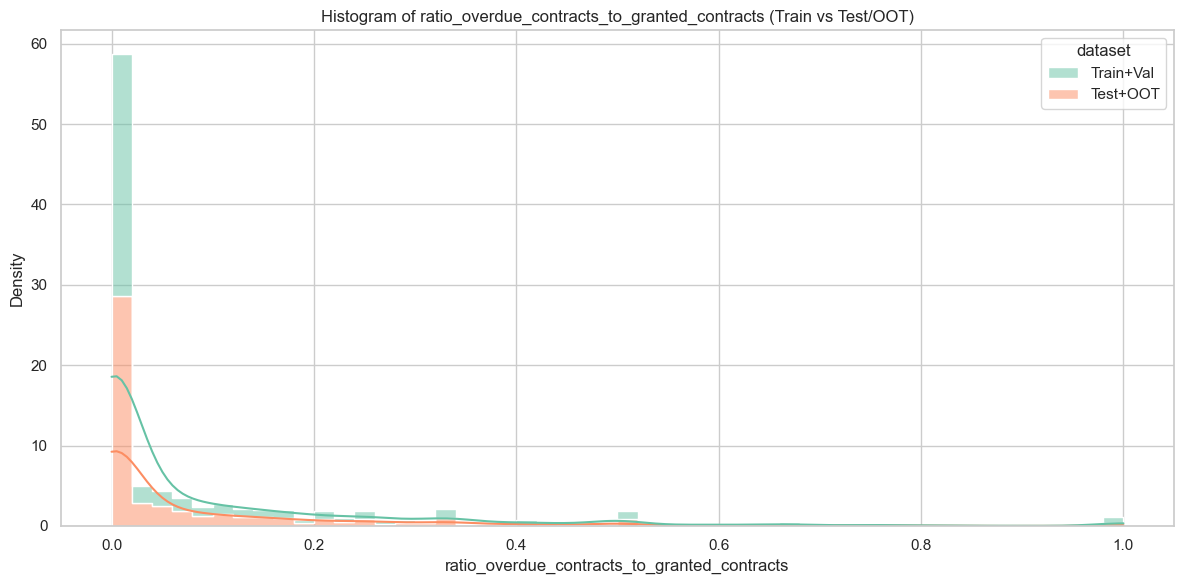 Histogram of ratio_overdue_contracts_to_granted_contracts (Train vs Test/OOT)
dataset
Train+Val
Test+OOT
Density
60
50
40
30
20
10
0
0.0 0.2 0.4 0.6 0.8 1.0
ratio_overdue_contracts_to_granted_contracts